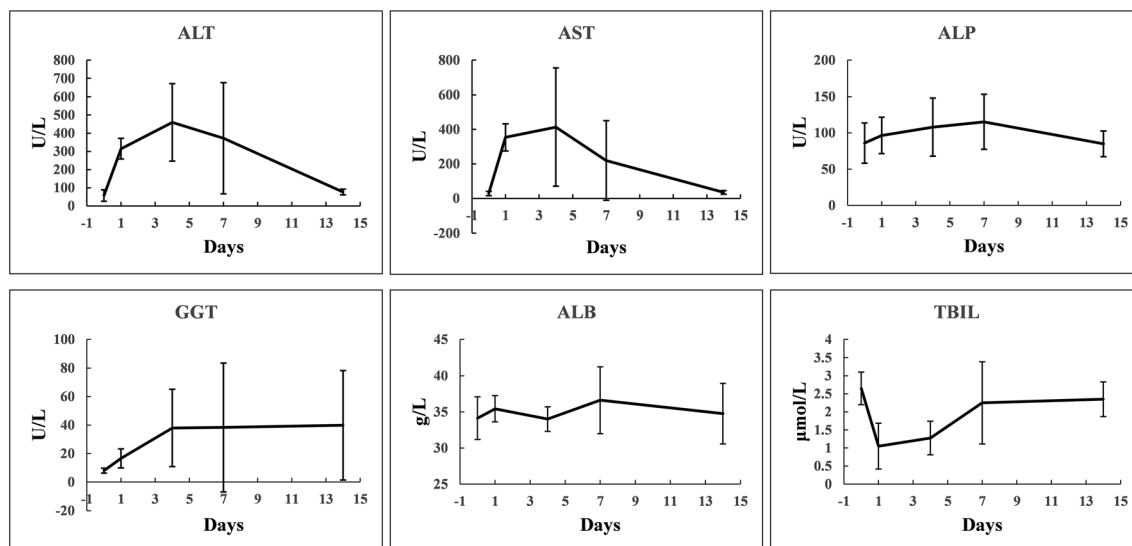 ALT
800
700
600
500
400
300
200
100
0
U/L
-1 1 3 5 7 9 11 13 15
Days
AST
800
600
400
200
0
-200
U/L
-1 1 3 5 7 9 11 13 15
Days
ALP
200
150
100
50
0
U/L
-1 1 3 5 7 9 11 13 15
Days
GGT
100
80
60
40
20
0
-20
U/L
-1 1 3 5 7 9 11 13 15
Days
ALB
45
40
35
30
25
g/L
-1 1 3 5 7 9 11 13 15
Days
TBIL
4
3.5
3
2.5
2
1.5
1
0.5
0
μmol/L
-1 1 3 5 7 9 11 13 15
Days